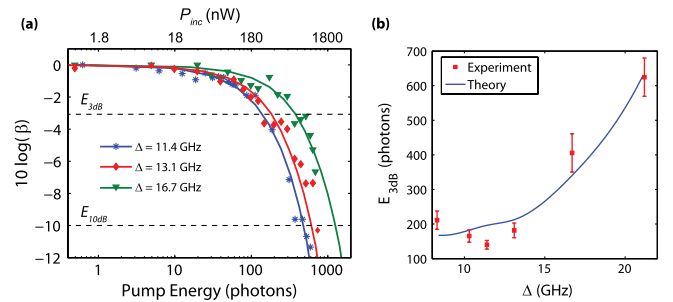 (a)
P_inc (nW)
1.8 18 180 1800
10 log(β)
0
-2
-4
-6
-8
-10
-12
E_3dB
E_10dB
Δ = 11.4 GHz
Δ = 13.1 GHz
Δ = 16.7 GHz
1 10 100 1000
Pump Energy (photons)
(b)
E_3dB (photons)
700
600
500
400
300
200
100
0
Experiment
Theory
10 15 20
Δ (GHz)